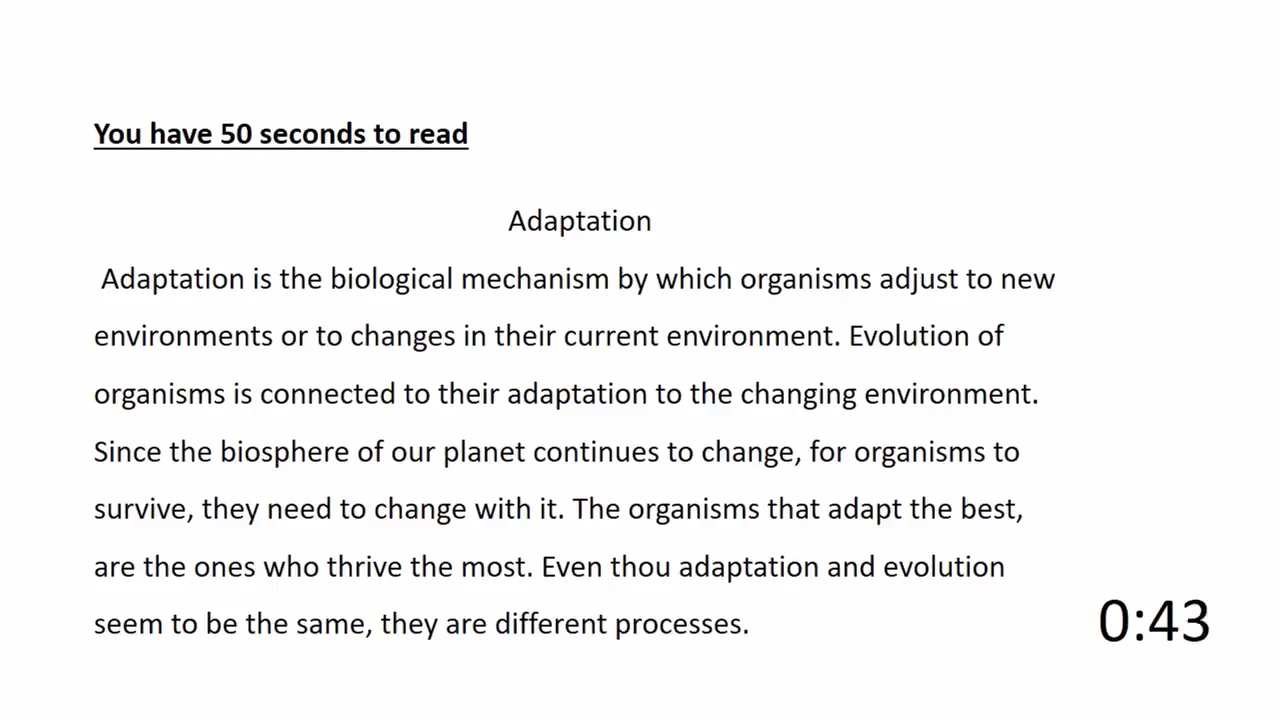 You have 50 seconds to read
Adaptation
Adaptation is the biological mechanism by which organisms adjust to new
environments or to changes in their current environment. Evolution of
organisms is connected to their adaptation to the changing environment.
Since the biosphere of our planet continues to change, for organisms to
survive, they need to change with it. The organisms that adapt the best,
are the ones who thrive the most. Even thou adaptation and evolution
seem to be the same, they are different processes.
0:43